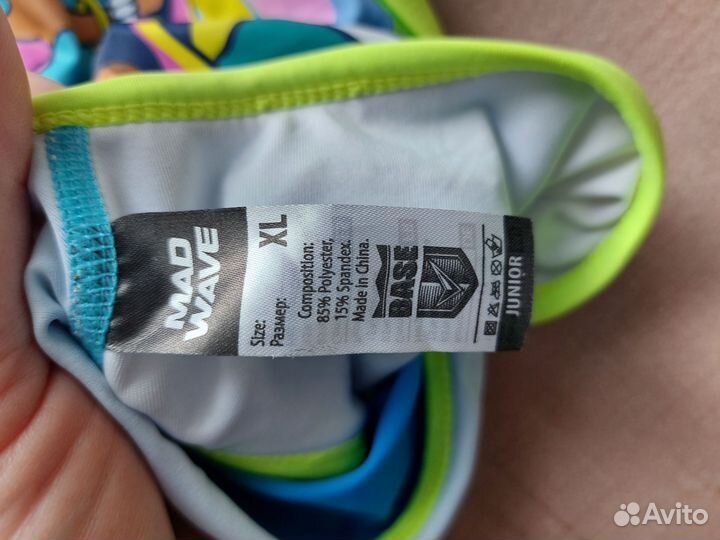 MAD
WAVE
Size:
Размер:
XL
Composition:
85% Polyester,
15% Spandex.
Made in China.
BASE
JUNIOR
Avito